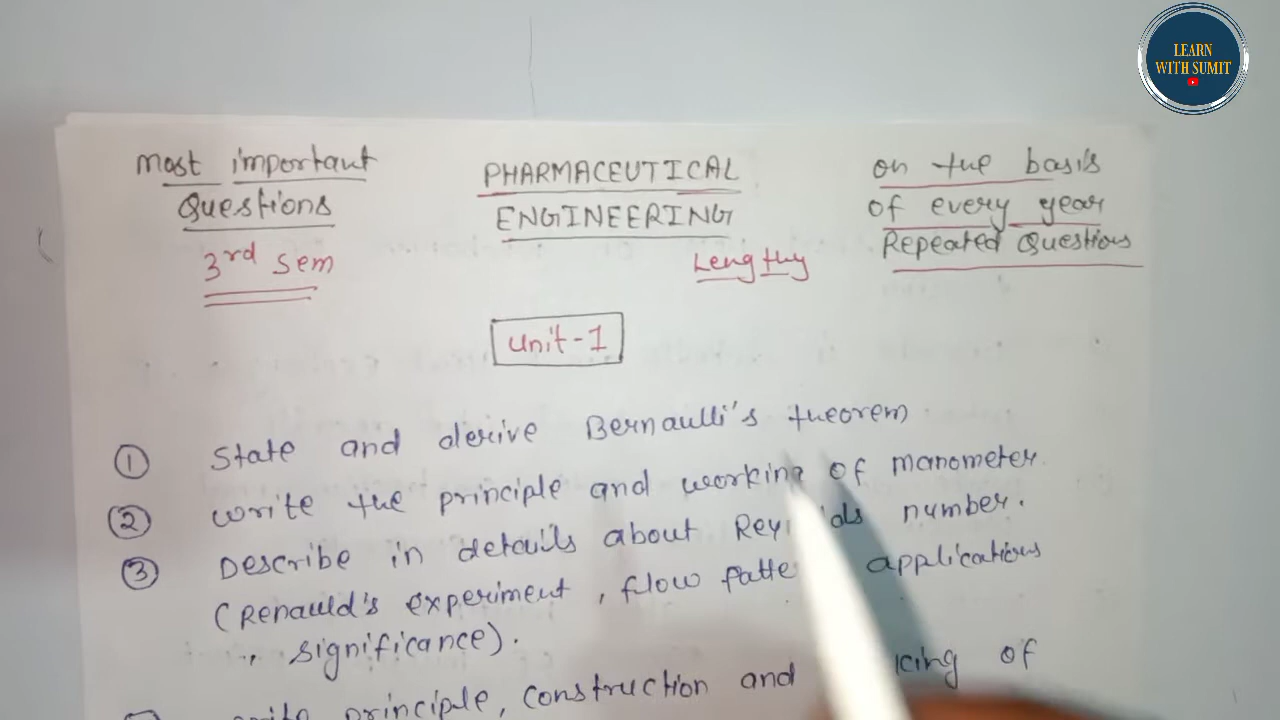 LEARN
WITH SUMIT
most important
Questions
3rd sem
PHARMACEUTICAL
ENGINEERING
Lengthy
on the basis
of every year
Repeated Questions
Unit-1
① State and derive Bernaulli's theorem
② write the principle and working of manometer
③ Describe in details about number.
(Renauld's experiment, flow applications
, significance).
principle, construction and of